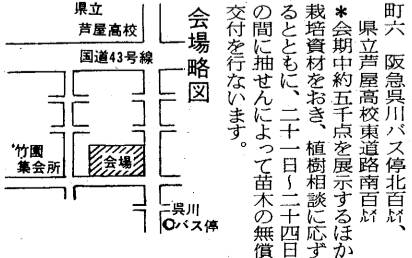 町六　阪急呉川バス停北百㍍、
県立芦屋高校東道路南百㍍
＊会期中約五千点を展示するほか
栽培資材をおき、植樹相談に応ず
るとともに、二十一日～二十四日
の間に抽せんによって苗木の無償
交付を行ないます。
会場略図
県立
芦屋高校
国道43号線
竹園
集会所
会場
呉川
バス停